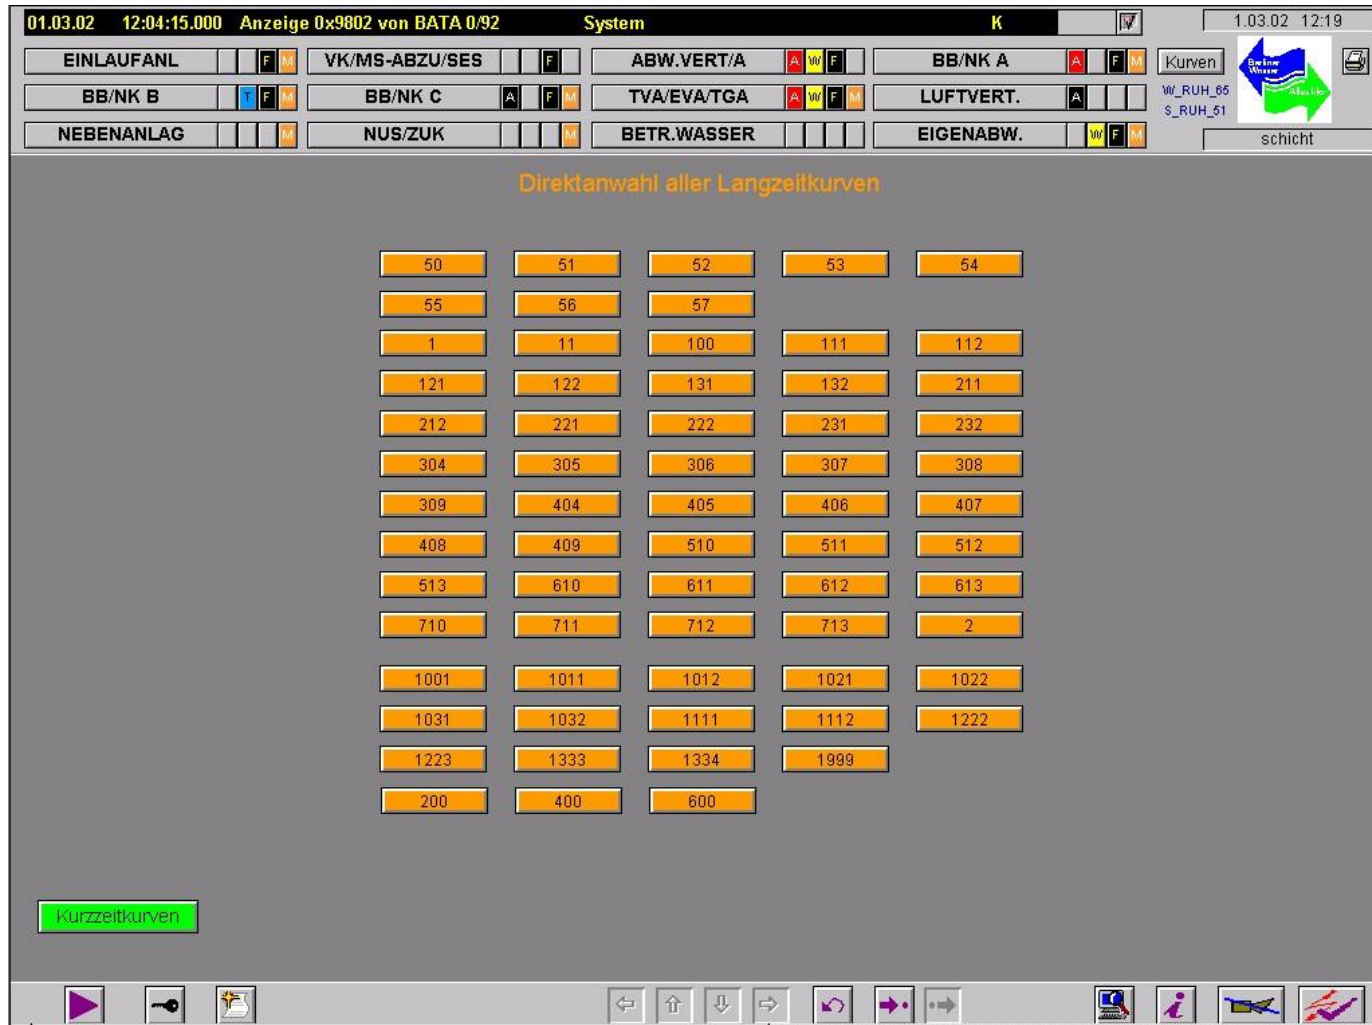 01.03.02 12:04:15.000 Anzeige 0x9802 von BATA 0/92 System K 1.03.02 12:19
EINLAUFANL F M VK/MS-ABZU/SES F ABW.VERT/A A W F BB/NK A A F M Kurven
BB/NK B T F M BB/NK C A F M TVA/EVA/TGA A W F M LUFTVERT. A W_RUH_65
S_RUH_51
Berliner
Wasser
NEBENANLAG M NUS/ZUK M BETR.WASSER EIGENABW. W F M schicht
Direktanwahl aller Langzeitkurven
50 51 52 53 54
55 56 57
1 11 100 111 112
121 122 131 132 211
212 221 222 231 232
304 305 306 307 308
309 404 405 406 407
408 409 510 511 512
513 610 611 612 613
710 711 712 713 2
1001 1011 1012 1021 1022
1031 1032 1111 1112 1222
1223 1333 1334 1999
200 400 600
Kurzzeitkurven
i